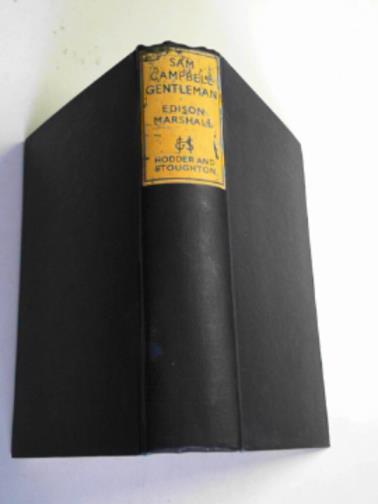 SAM
CAMPBELL
GENTLEMAN
EDISON
MARSHALL
H&S
HODDER AND
STOUGHTON